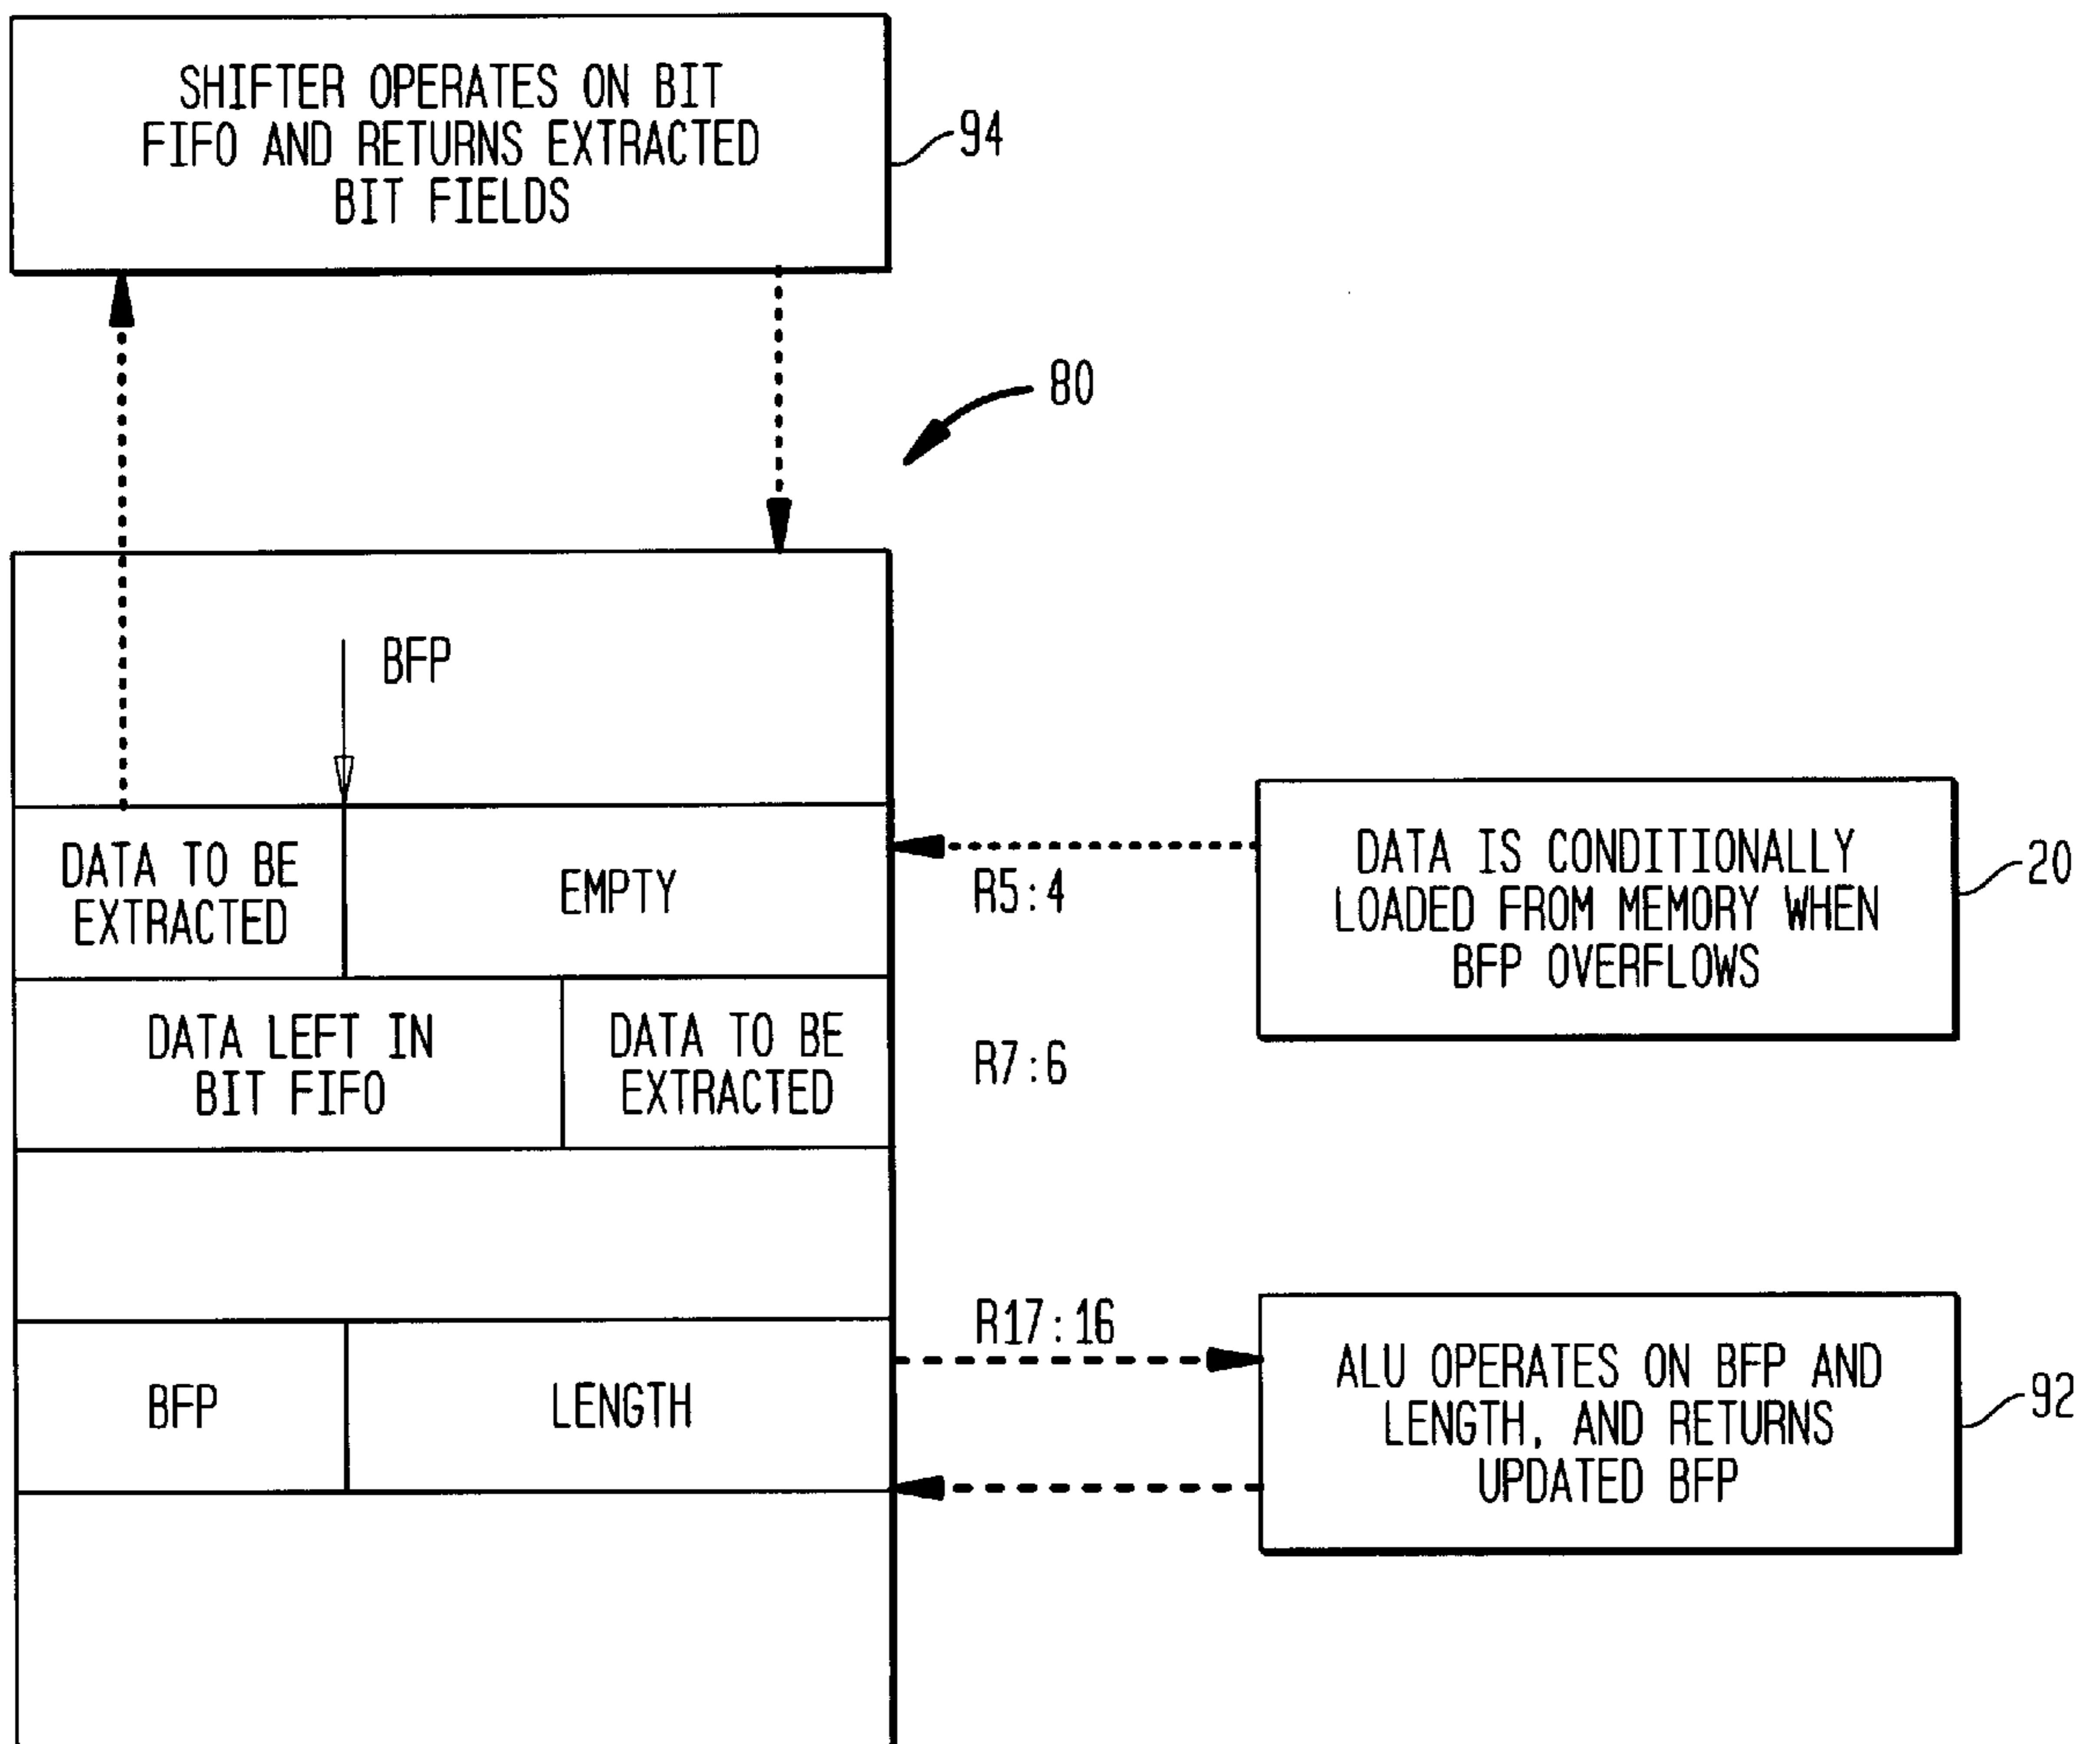 SHIFTER OPERATES ON BIT
FIFO AND RETURNS EXTRACTED
BIT FIELDS
94
80
BFP
DATA TO BE
EXTRACTED
EMPTY
R5:4
DATA IS CONDITIONALLY
LOADED FROM MEMORY WHEN
BFP OVERFLOWS
20
DATA LEFT IN
BIT FIFO
DATA TO BE
EXTRACTED
R7:6
R17:16
BFP
LENGTH
ALU OPERATES ON BFP AND
LENGTH, AND RETURNS
UPDATED BFP
92